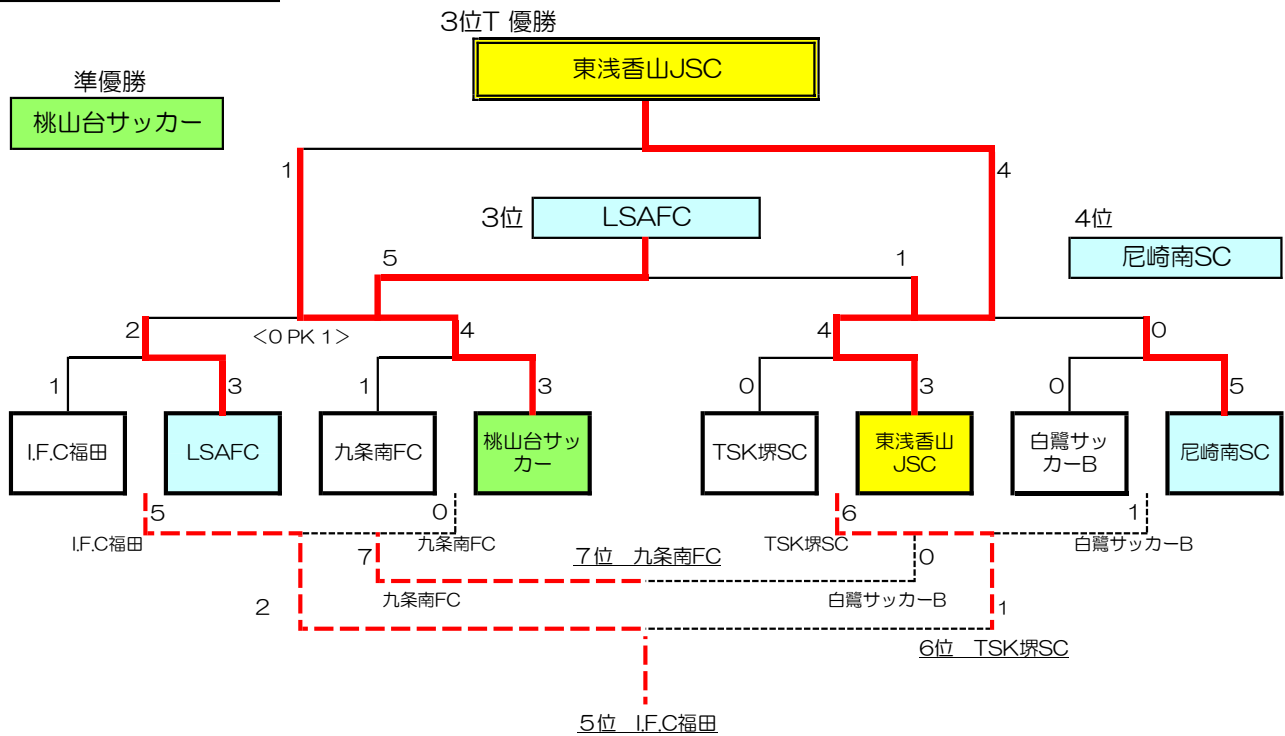 3位T 優勝
東浅香山JSC
準優勝
桃山台サッカー
1
4
3位
LSAFC
4位
尼崎南SC
5
1
2
<0 PK 1>
4
4
0
1
3
1
3
0
3
0
5
I.F.C福田
LSAFC
九条南FC
桃山台サッ
カー
TSK堺SC
東浅香山
JSC
白鷺サッ
カーB
尼崎南SC
5
0
6
1
I.F.C福田
九条南FC
TSK堺SC
白鷺サッカーB
7
7位 九条南FC
0
九条南FC
白鷺サッカーB
2
1
6位 TSK堺SC
5位 I.F.C福田